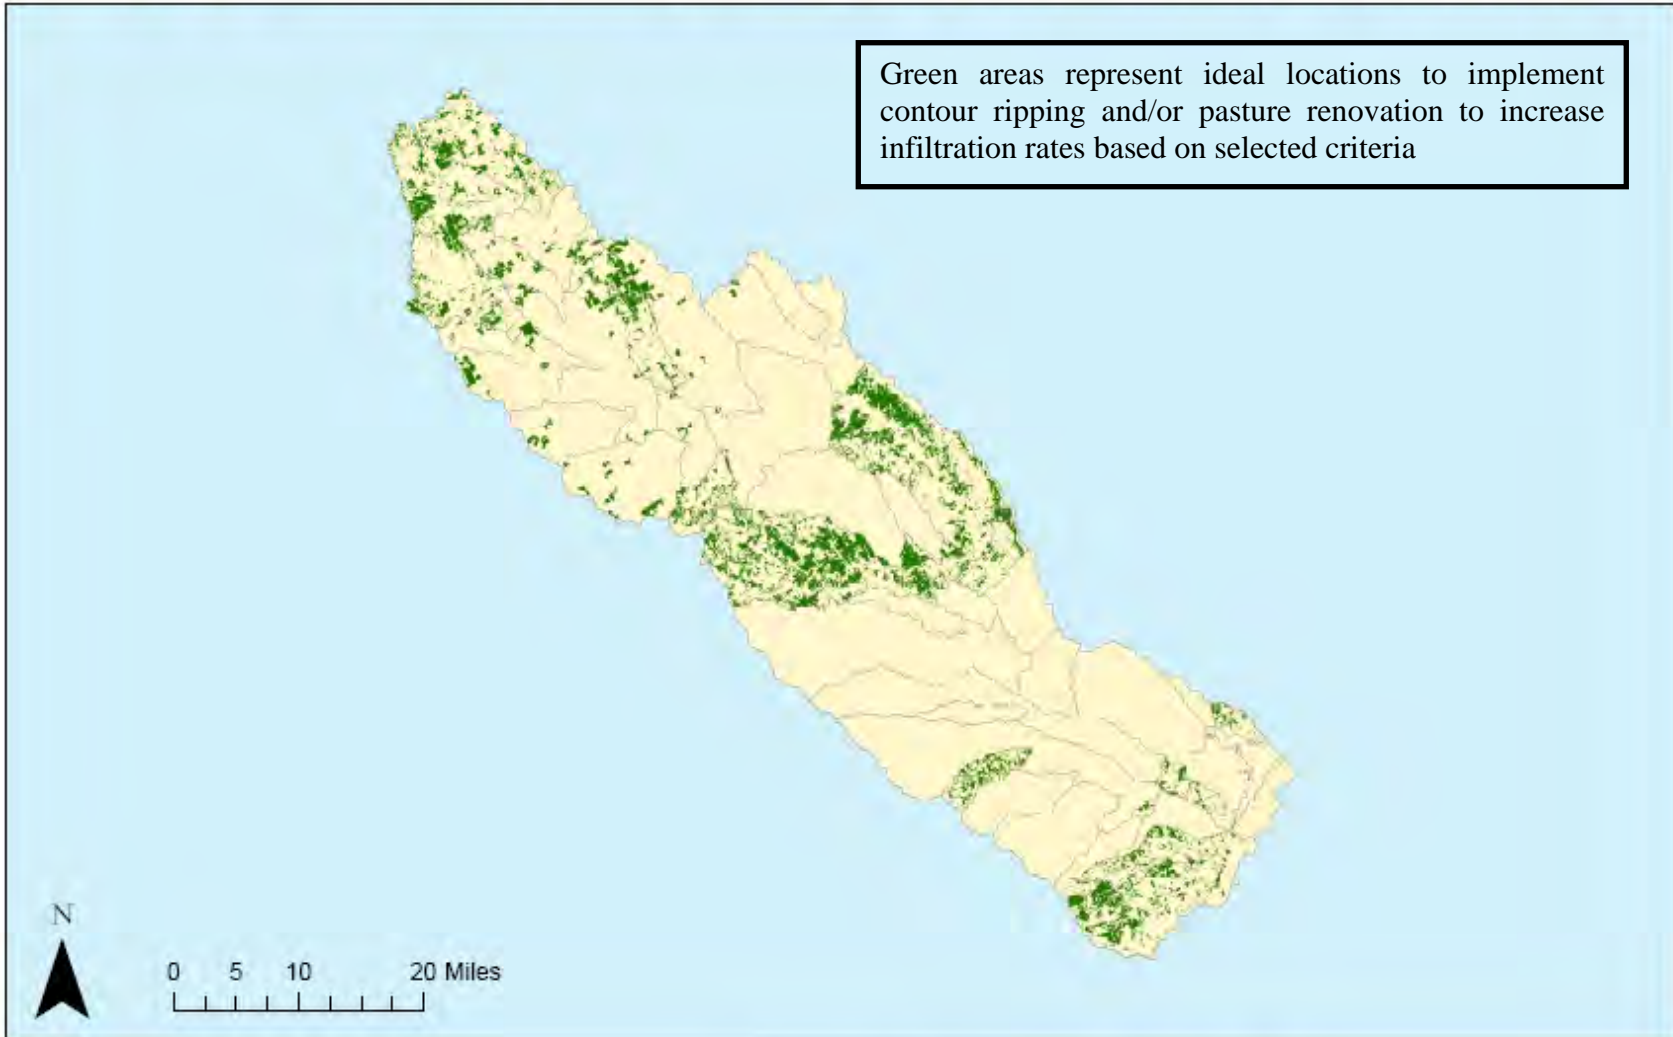 Green areas represent ideal locations to implement
contour ripping and/or pasture renovation to increase
infiltration rates based on selected criteria
N
0 5 10 20 Miles